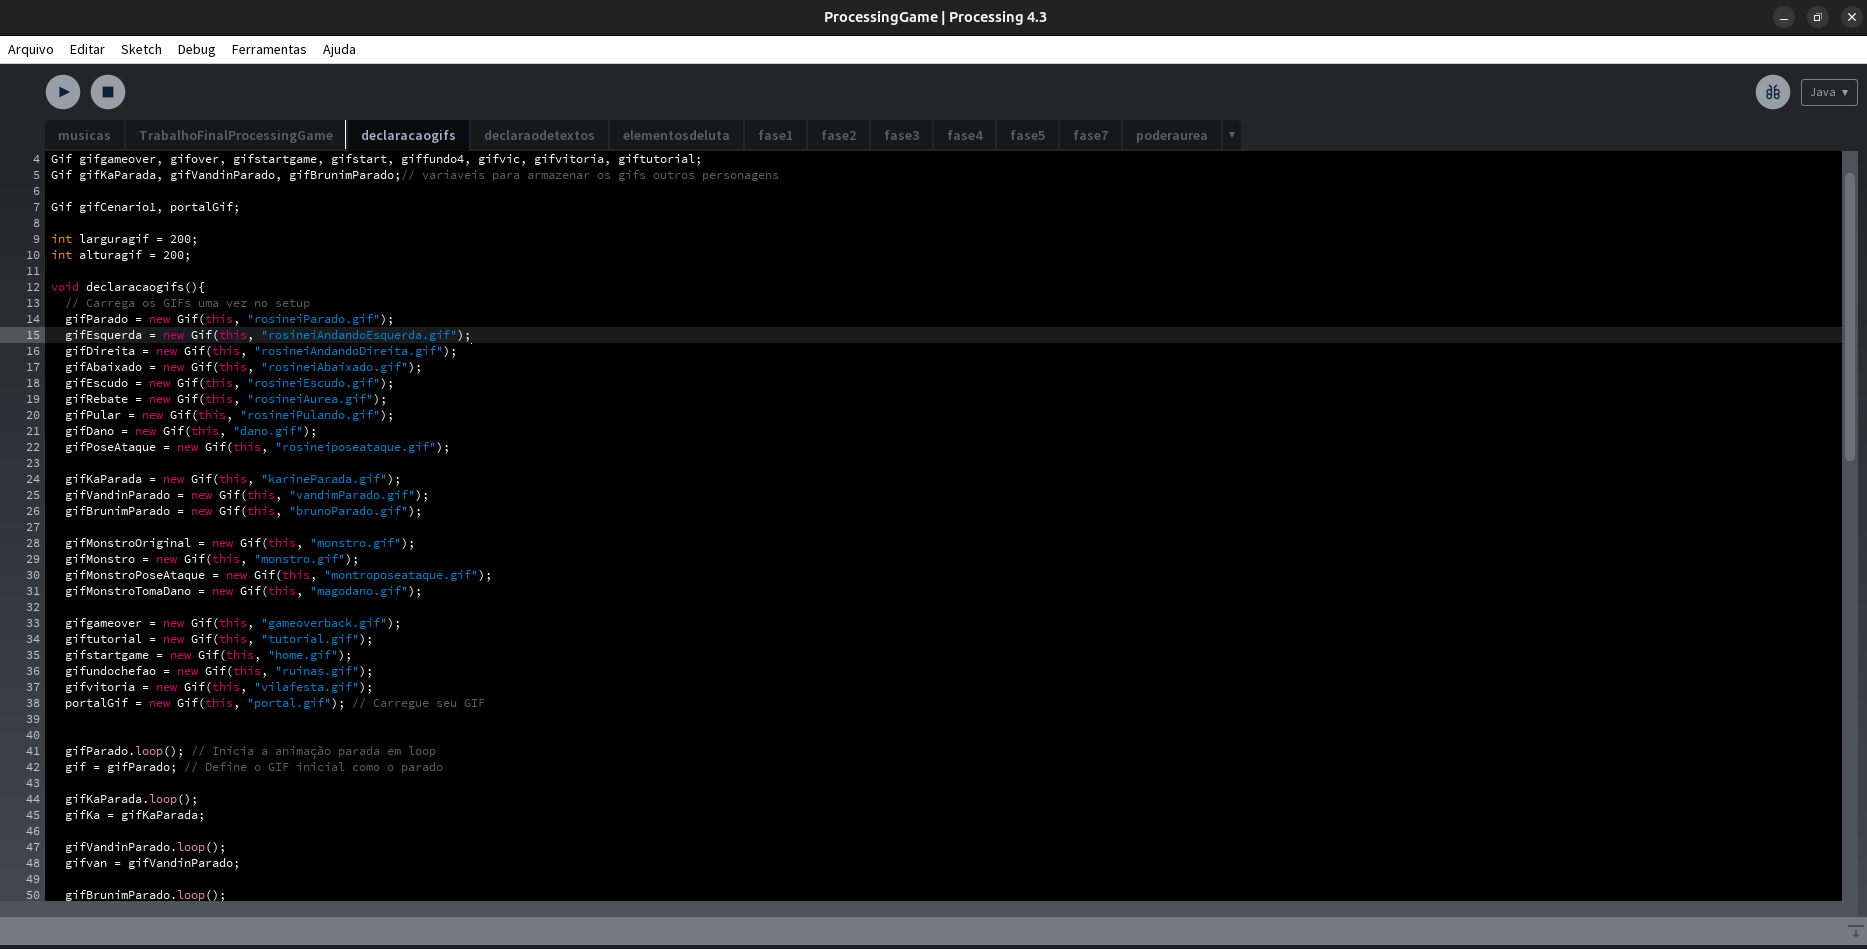 ProcessingGame | Processing 4.3
Arquivo Editar Sketch Debug Ferramentas Ajuda
Java ▾
musicas TrabalhoFinalProcessingGame declaracaogifs declaraodetextos elementosdeluta fase1 fase2 fase3 fase4 fase5 fase7 poderaurea ▾
4 Gif gifgameover, gifover, gifstartgame, gifstart, giffundo4, gifvic, gifvitoria, giftutorial;
5 Gif gifKaParada, gifVandinParado, gifBrunimParado;// variaveis para armazenar os gifs outros personagens
6
7 Gif gifCenario1, portalGif;
8
9 int larguragif = 200;
10 int alturagif = 200;
11
12 void declaracaogifs(){
13 // Carrega os GIFs uma vez no setup
14 gifParado = new Gif(this, "rosineiParado.gif");
15 gifEsquerda = new Gif(this, "rosineiAndandoEsquerda.gif");
16 gifDireita = new Gif(this, "rosineiAndandoDireita.gif");
17 gifAbaixado = new Gif(this, "rosineiAbaixado.gif");
18 gifEscudo = new Gif(this, "rosineiEscudo.gif");
19 gifRebate = new Gif(this, "rosineiAurea.gif");
20 gifPular = new Gif(this, "rosineiPulando.gif");
21 gifDano = new Gif(this, "dano.gif");
22 gifPoseAtaque = new Gif(this, "rosineiposeataque.gif");
23
24 gifKaParada = new Gif(this, "karineParada.gif");
25 gifVandinParado = new Gif(this, "vandimParado.gif");
26 gifBrunimParado = new Gif(this, "brunoParado.gif");
27
28 gifMonstroOriginal = new Gif(this, "monstro.gif");
29 gifMonstro = new Gif(this, "monstro.gif");
30 gifMonstroPoseAtaque = new Gif(this, "montroposeataque.gif");
31 gifMonstroTomaDano = new Gif(this, "magodano.gif");
32
33 gifgameover = new Gif(this, "gameoverback.gif");
34 giftutorial = new Gif(this, "tutorial.gif");
35 gifstartgame = new Gif(this, "home.gif");
36 gifundochefao = new Gif(this, "ruinas.gif");
37 gifvitoria = new Gif(this, "vilafesta.gif");
38 portalGif = new Gif(this, "portal.gif"); // Carregue seu GIF
39
40
41 gifParado.loop(); // Inicia a animação parada em loop
42 gif = gifParado; // Define o GIF inicial como o parado
43
44 gifKaParada.loop();
45 gifKa = gifKaParada;
46
47 gifVandinParado.loop();
48 gifvan = gifVandinParado;
49
50 gifBrunimParado.loop();